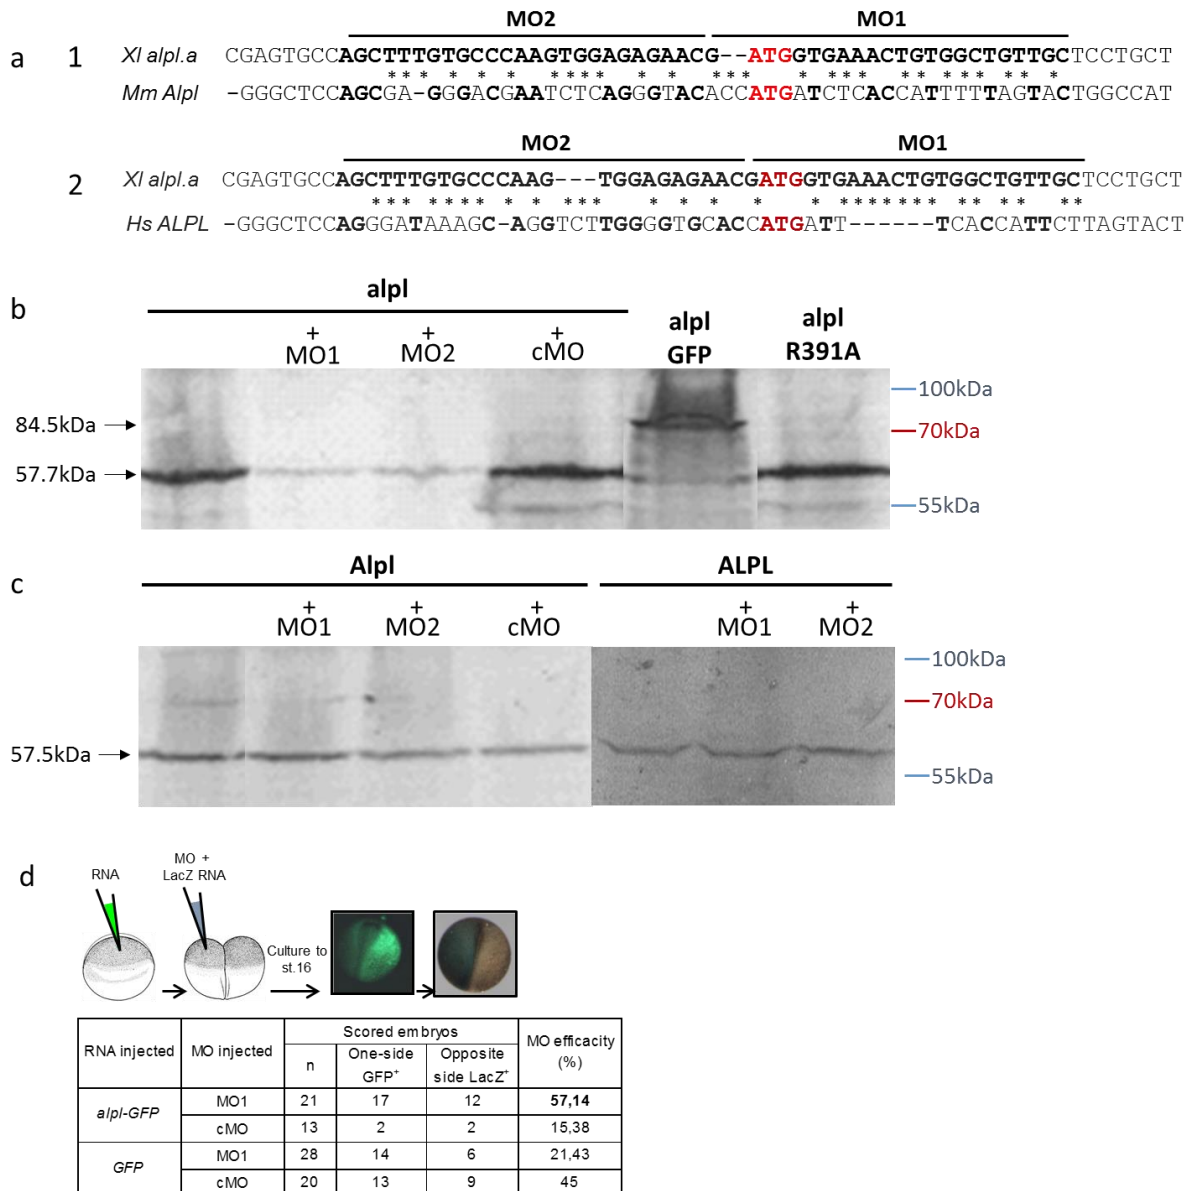 a
1
MO2 MO1
Xl alpl.a CGAGTGCCAGCTTTGTGCCCAAGTGGAGAGAACG--ATGGTGAAACTGTGGCTGTTGCTCCTGCT
*** * * * **** * * *** * *** ** *** ** *
Mm Alpl -GGGCTCCAGCGA-GGGACGAATCTCAGGGTACACCATGATCTCACCATTTTTAGTACTGGCCAT
2
MO2 MO1
Xl alpl.a CGAGTGCCAGCTTTGTGCCCAAG---TGGAGAGAACGATGGTGAAACTGTGGCTGTTGCTCCTGCT
*** **** * * *** * * * * * ******* ** ** **
Hs ALPL -GGGCTCCAGGGATAAAGC-AGGTCTTGGGGTGCACCATGATT------TCACCATTCTTAGTACT
b
alpl
+ MO1
+ MO2
+ cMO
alpl GFP
alpl R391A
84.5kDa
57.7kDa
100kDa
70kDa
55kDa
c
Alpl
+ MO1
+ MO2
+ cMO
ALPL
+ MO1
+ MO2
57.5kDa
100kDa
70kDa
55kDa
d
RNA
MO +
LacZ RNA
Culture to
st.16
RNA injected MO injected Scored embryos MO efficacity (%)
n One-side GFP+ Opposite side LacZ+
alpl-GFP MO1 21 17 12 57,14
cMO 13 2 2 15,38
GFP MO1 28 14 6 21,43
cMO 20 13 9 45